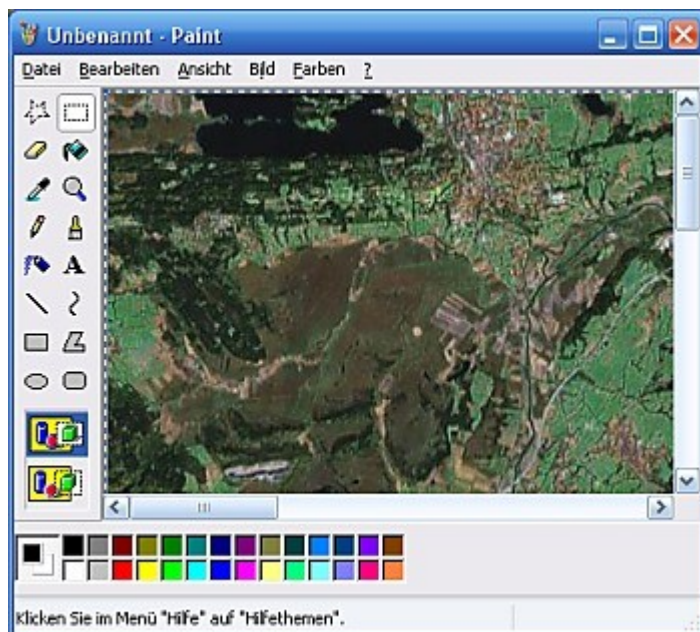 Unbenannt - Paint
Datei Bearbeiten Ansicht Bild Farben ?
A
Klicken Sie im Menü "Hilfe" auf "Hilfethemen".